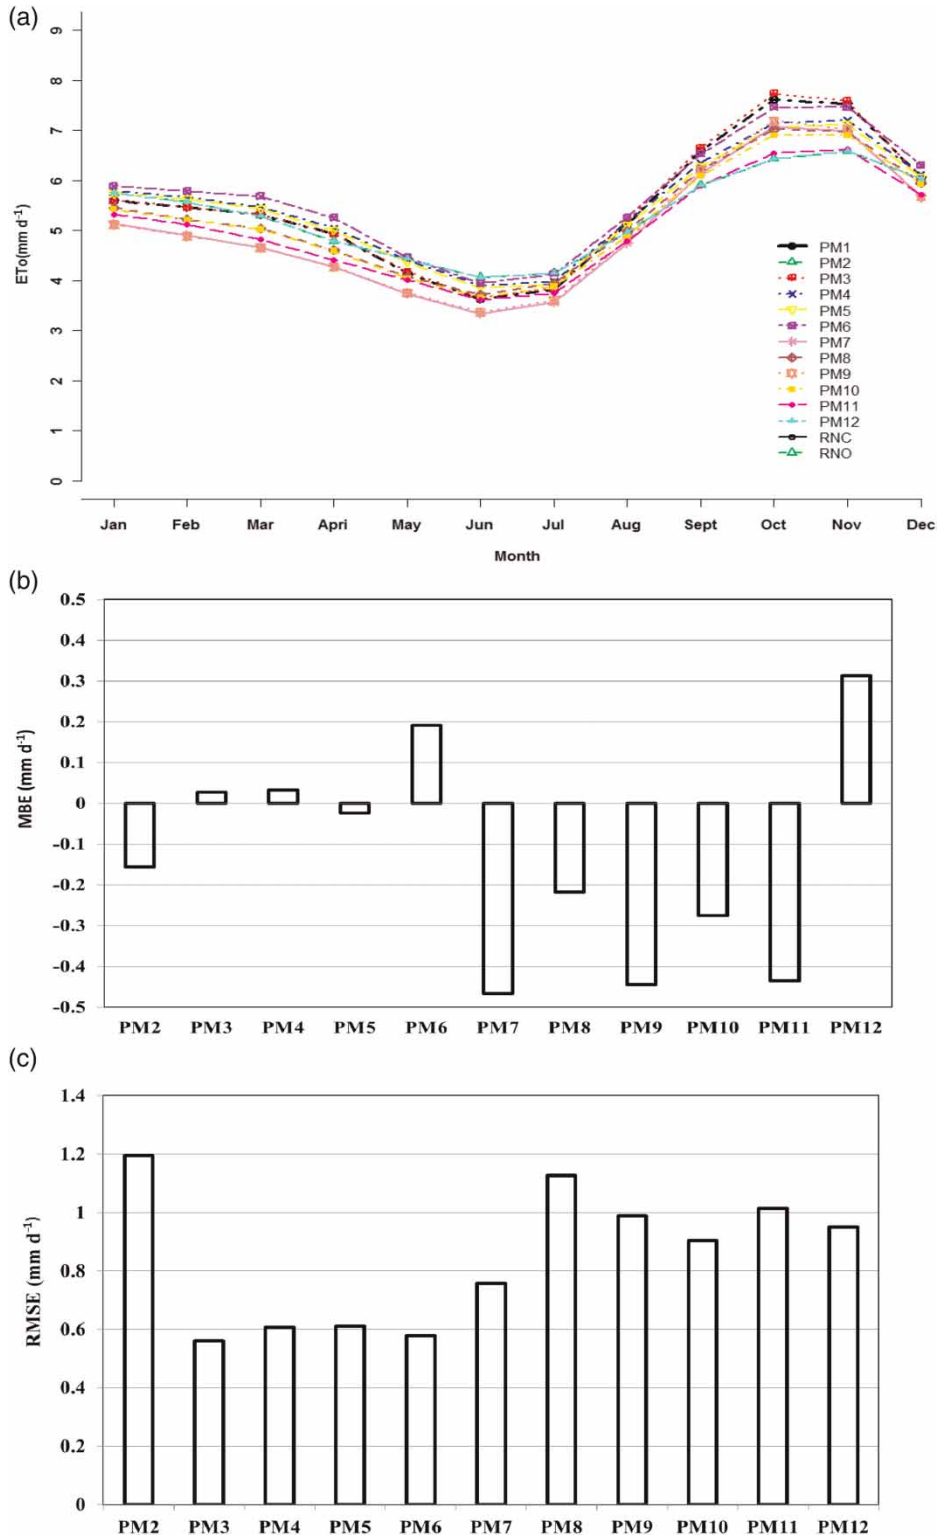 (a)
9
8
7
6
5
4
3
2
1
0
ETo(mm d-1)
PM1
PM2
PM3
PM4
PM5
PM6
PM7
PM8
PM9
PM10
PM11
PM12
RNC
RNO
Jan Feb Mar Apri May Jun Jul Aug Sept Oct Nov Dec
Month
(b)
0.5
0.4
0.3
0.2
0.1
0
-0.1
-0.2
-0.3
-0.4
-0.5
MBE (mm d-1)
PM2 PM3 PM4 PM5 PM6 PM7 PM8 PM9 PM10 PM11 PM12
(c)
1.4
1.2
1
0.8
0.6
0.4
0.2
0
RMSE (mm d-1)
PM2 PM3 PM4 PM5 PM6 PM7 PM8 PM9 PM10 PM11 PM12